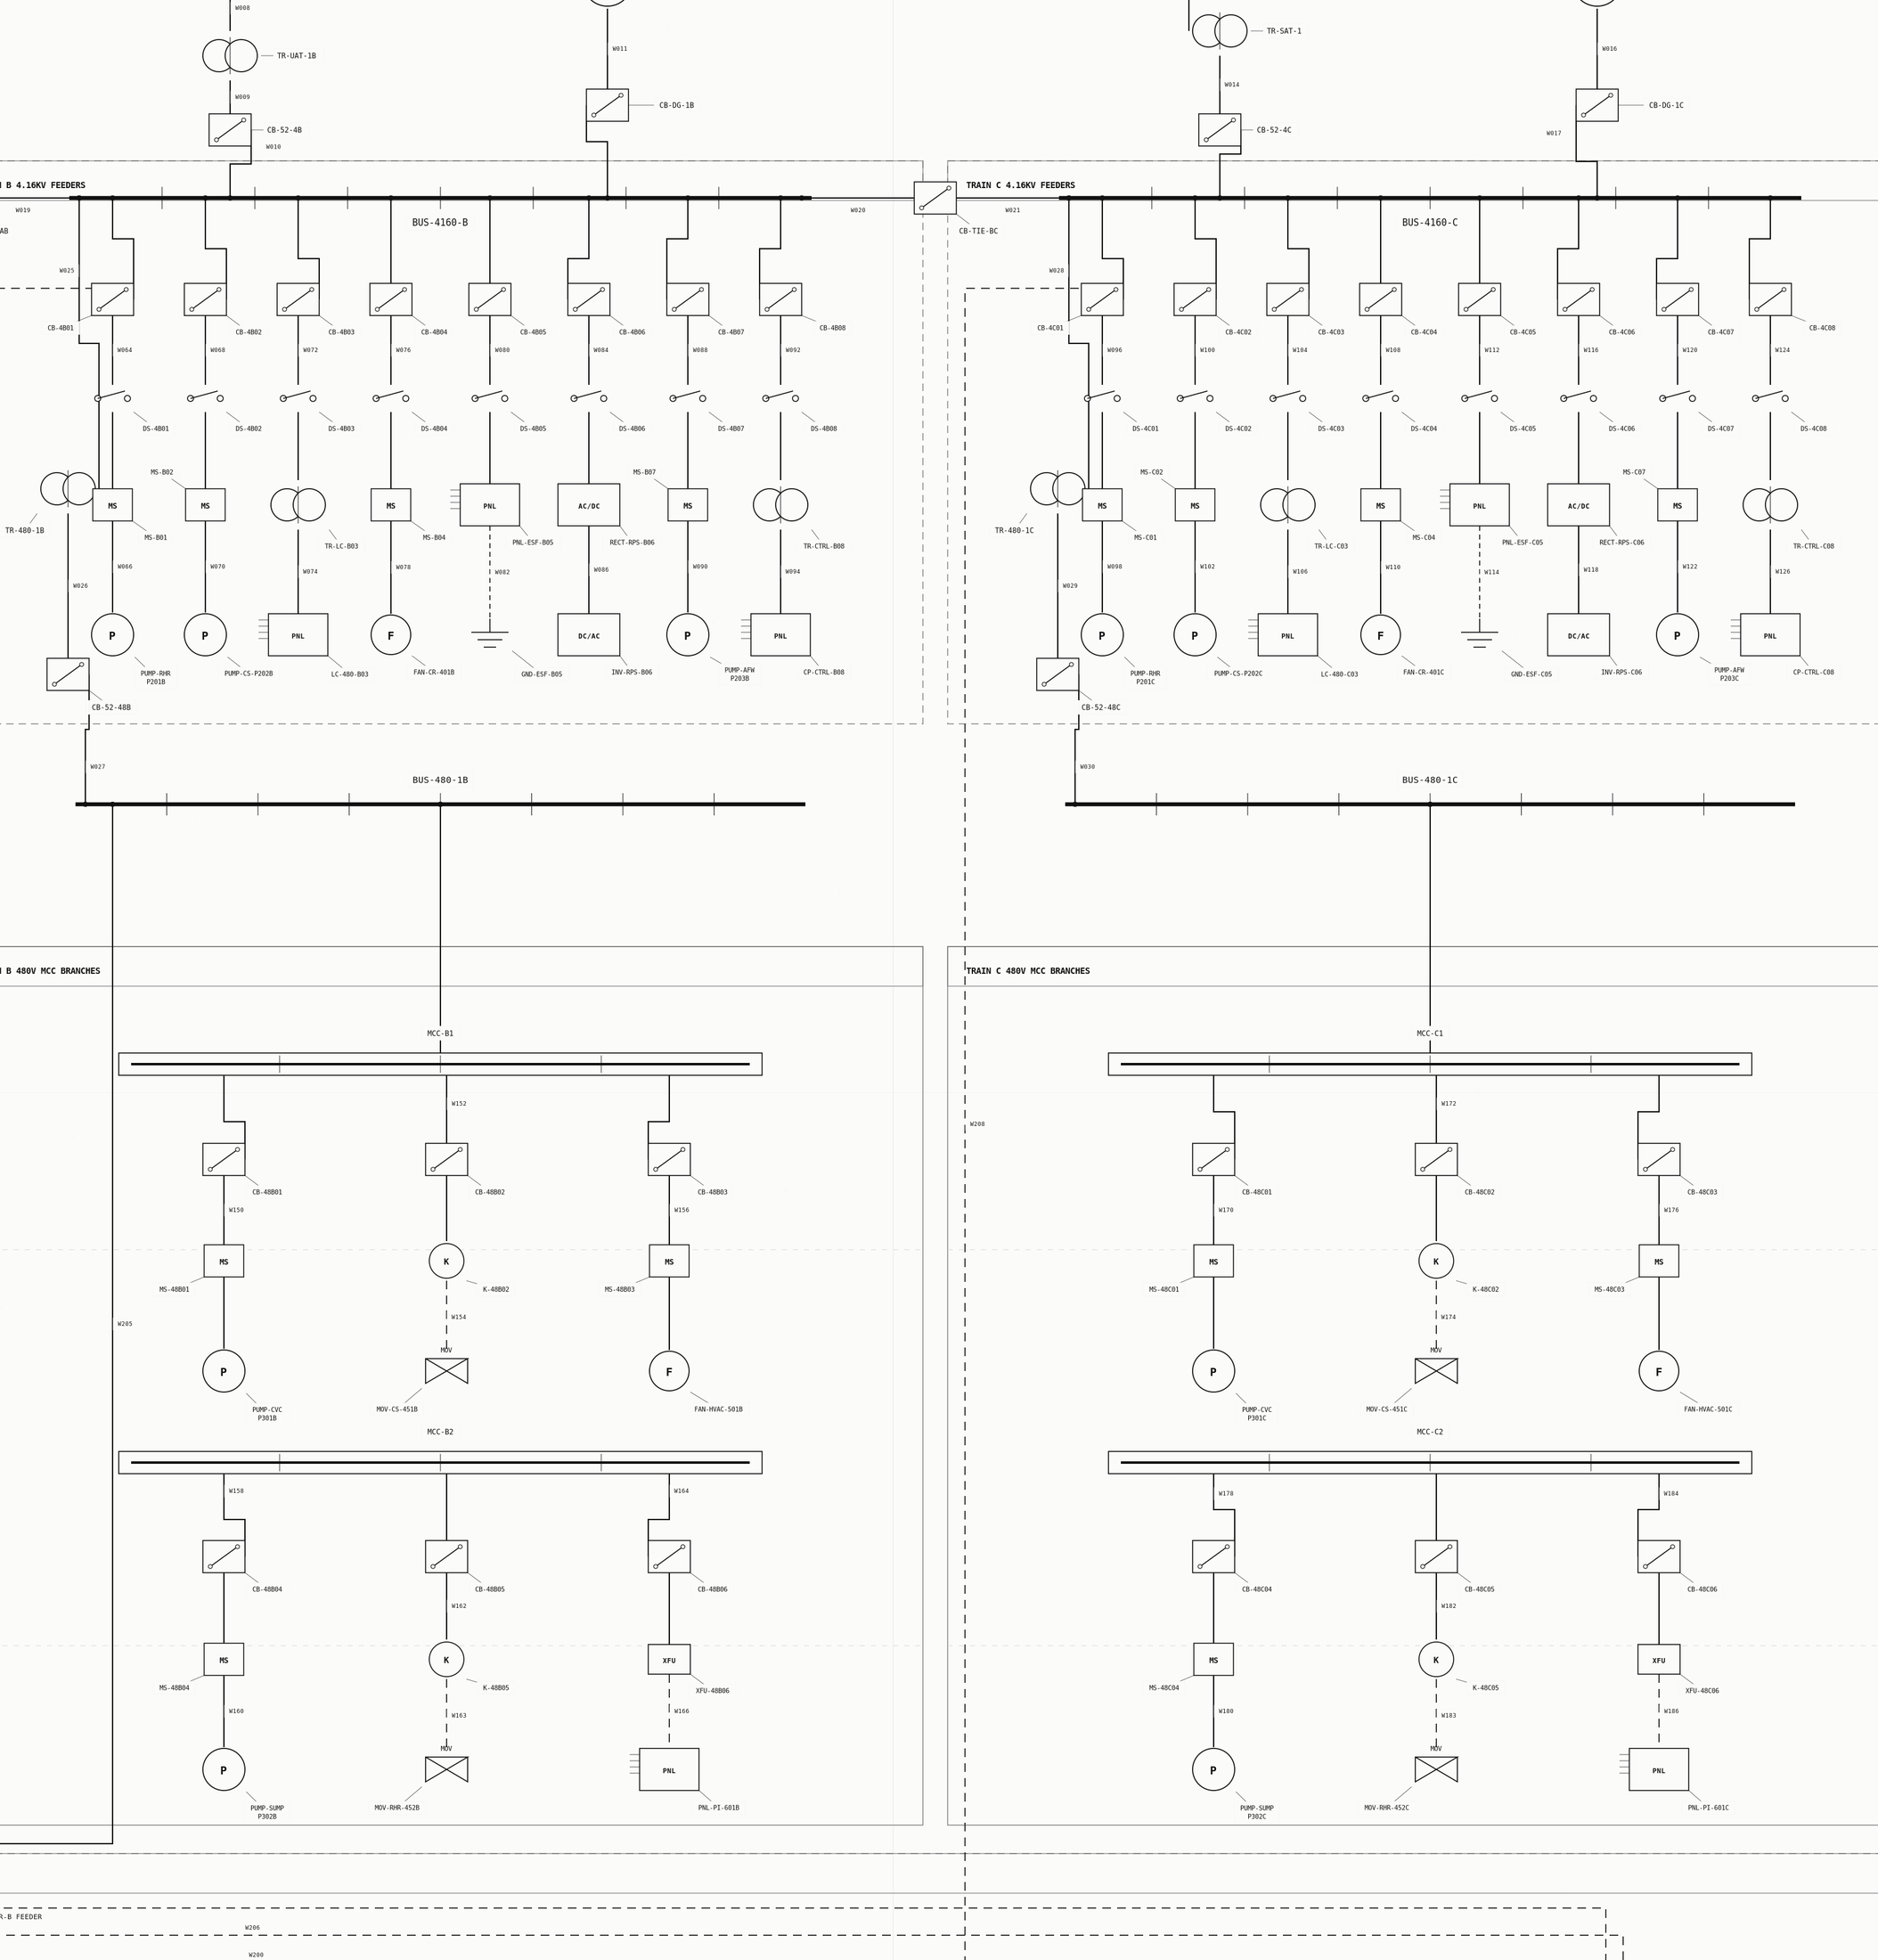 W008
W011
W016
TR-UAT-1B
TR-SAT-1
W009
W014
CB-DG-1B
CB-DG-1C
CB-52-4B
CB-52-4C
W010
W017
B 4.16KV FEEDERS
TRAIN C 4.16KV FEEDERS
W019
W020
W021
BUS-4160-B
BUS-4160-C
AB
CB-TIE-BC
W025
W028
CB-4B01
CB-4B02
CB-4B03
CB-4B04
CB-4B05
CB-4B06
CB-4B07
CB-4B08
CB-4C01
CB-4C02
CB-4C03
CB-4C04
CB-4C05
CB-4C06
CB-4C07
CB-4C08
W064
W068
W072
W076
W080
W084
W088
W092
W096
W100
W104
W108
W112
W116
W120
W124
DS-4B01
DS-4B02
DS-4B03
DS-4B04
DS-4B05
DS-4B06
DS-4B07
DS-4B08
DS-4C01
DS-4C02
DS-4C03
DS-4C04
DS-4C05
DS-4C06
DS-4C07
DS-4C08
MS-B02
MS-B07
MS-C02
MS-C07
MS
MS
MS
PNL
AC/DC
MS
MS
MS
MS
PNL
AC/DC
MS
TR-480-1B
TR-480-1C
MS-B01
TR-LC-B03
MS-B04
PNL-ESF-B05
RECT-RPS-B06
TR-CTRL-B08
MS-C01
TR-LC-C03
MS-C04
PNL-ESF-C05
RECT-RPS-C06
TR-CTRL-C08
W026
W066
W070
W074
W078
W082
W086
W090
W094
W029
W098
W102
W106
W110
W114
W118
W122
W126
P
P
PNL
F
DC/AC
P
PNL
P
P
PNL
F
DC/AC
P
PNL
PUMP-RHR
P201B
PUMP-CS-P202B
LC-480-B03
FAN-CR-401B
GND-ESF-B05
INV-RPS-B06
PUMP-AFW
P203B
CP-CTRL-B08
PUMP-RHR
P201C
PUMP-CS-P202C
LC-480-C03
FAN-CR-401C
GND-ESF-C05
INV-RPS-C06
PUMP-AFW
P203C
CP-CTRL-C08
CB-52-48B
CB-52-48C
W027
W030
BUS-480-1B
BUS-480-1C
B 480V MCC BRANCHES
TRAIN C 480V MCC BRANCHES
MCC-B1
MCC-C1
W152
W172
W208
CB-48B01
CB-48B02
CB-48B03
CB-48C01
CB-48C02
CB-48C03
W150
W156
W170
W176
MS
K
MS
MS
K
MS
MS-48B01
K-48B02
MS-48B03
MS-48C01
K-48C02
MS-48C03
W205
W154
W174
MOV
MOV
P
F
P
F
PUMP-CVC
P301B
MOV-CS-451B
FAN-HVAC-501B
PUMP-CVC
P301C
MOV-CS-451C
FAN-HVAC-501C
MCC-B2
MCC-C2
W158
W164
W178
W184
CB-48B04
CB-48B05
CB-48B06
CB-48C04
CB-48C05
CB-48C06
W162
W182
MS
K
XFU
MS
K
XFU
MS-48B04
K-48B05
XFU-48B06
MS-48C04
K-48C05
XFU-48C06
W160
W163
W166
W180
W183
W186
MOV
MOV
P
PNL
P
PNL
PUMP-SUMP
P302B
MOV-RHR-452B
PNL-PI-601B
PUMP-SUMP
P302C
MOV-RHR-452C
PNL-PI-601C
R-B FEEDER
W206
W200